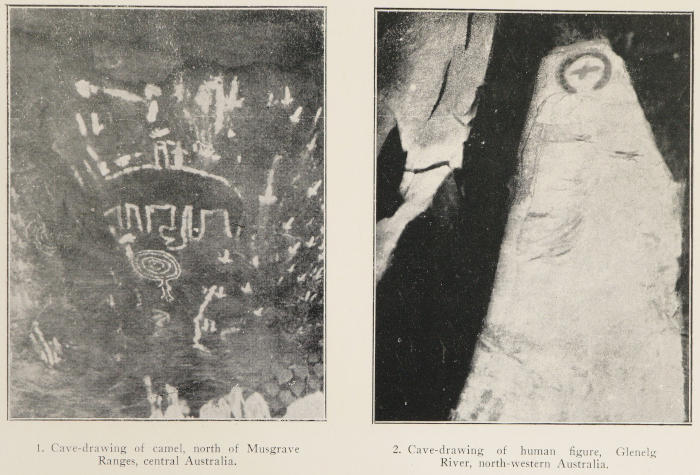 1. Cave-drawing of camel, north of Musgrave
Ranges, central Australia.
2. Cave-drawing of human figure, Glenelg
River, north-western Australia.